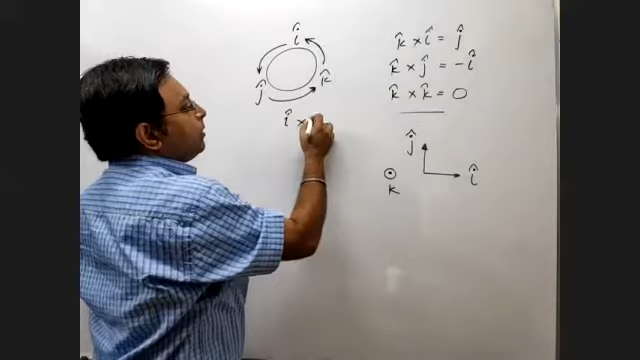 î
ĵ
k̂
î ×
k̂ × î = ĵ
k̂ × ĵ = -î
k̂ × k̂ = 0
ĵ
î
k